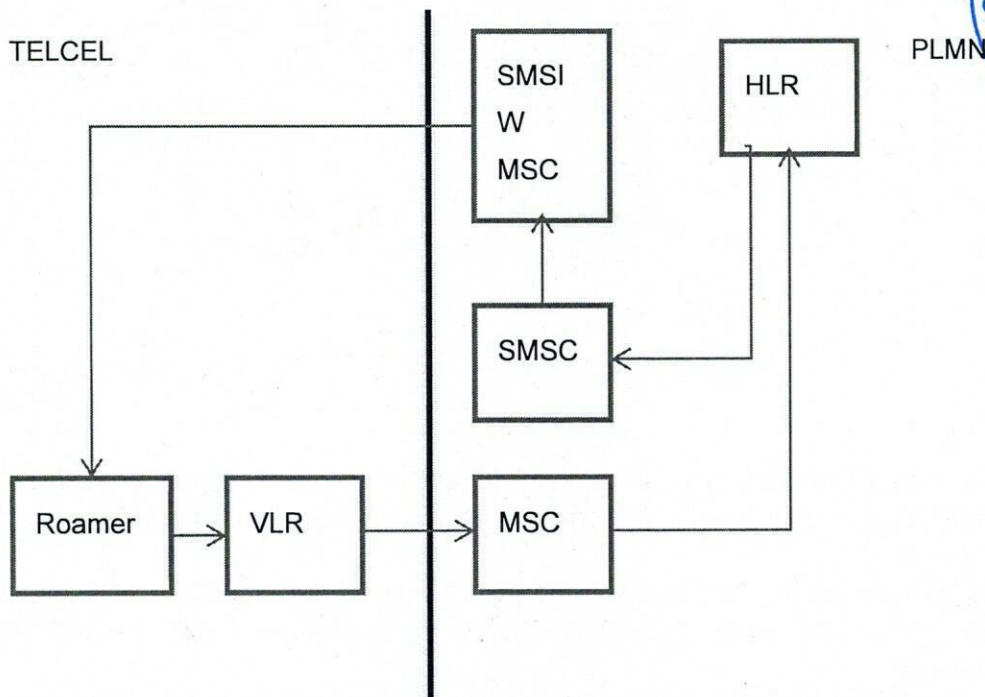 TELCEL
PLMN
SMSI
W
MSC
HLR
SMSC
Roamer
VLR
MSC